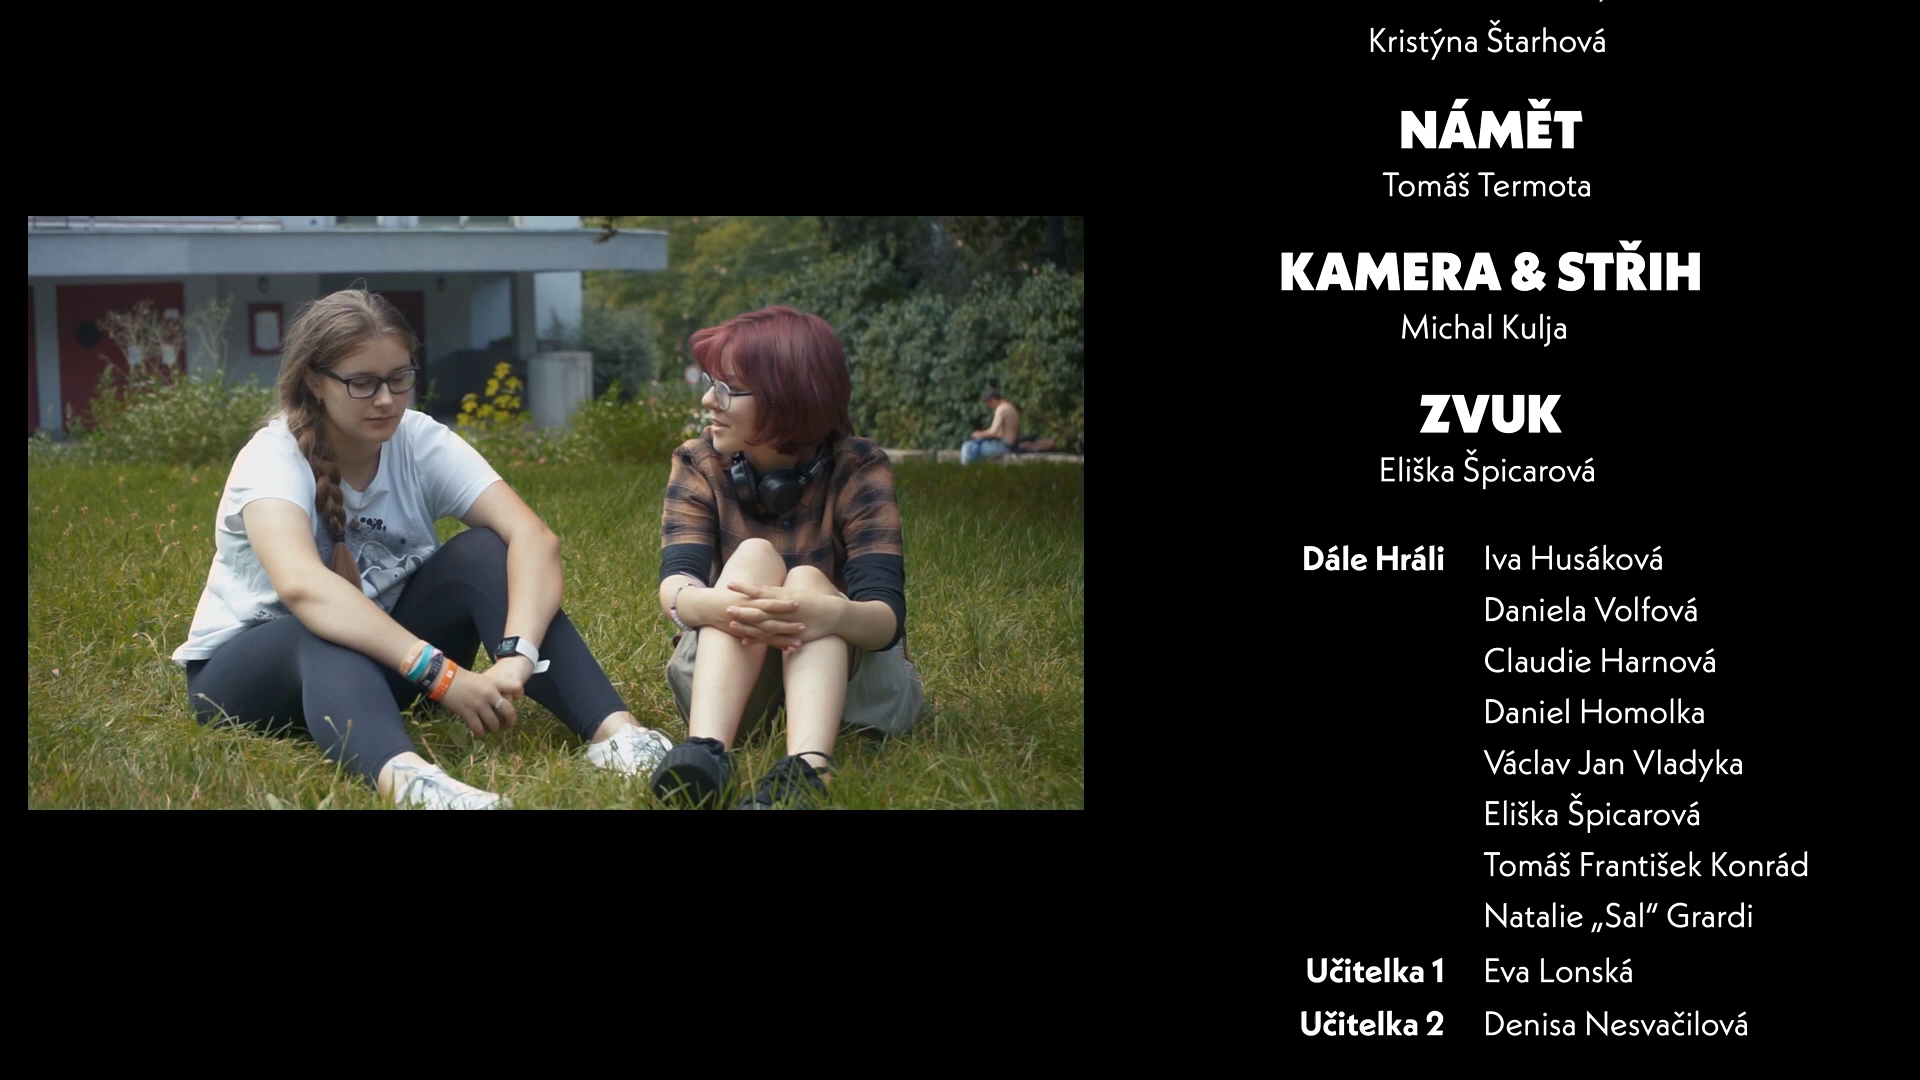 Kristýna Štarhová
NÁMĚT
Tomáš Termota
KAMERA & STŘIH
Michal Kulja
ZVUK
Eliška Špicarová
Dále Hráli Iva Husáková
Daniela Volfová
Claudie Harnová
Daniel Homolka
Václav Jan Vladyka
Eliška Špicarová
Tomáš František Konrád
Natalie „Sal“ Grardi
Učitelka 1 Eva Lonská
Učitelka 2 Denisa Nesvačilová